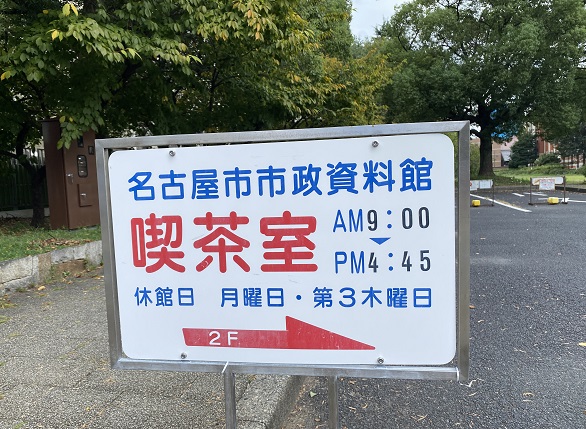 名古屋市市政資料館
喫茶室
AM9:00
▼
PM4:45
休館日 月曜日・第3木曜日
2F